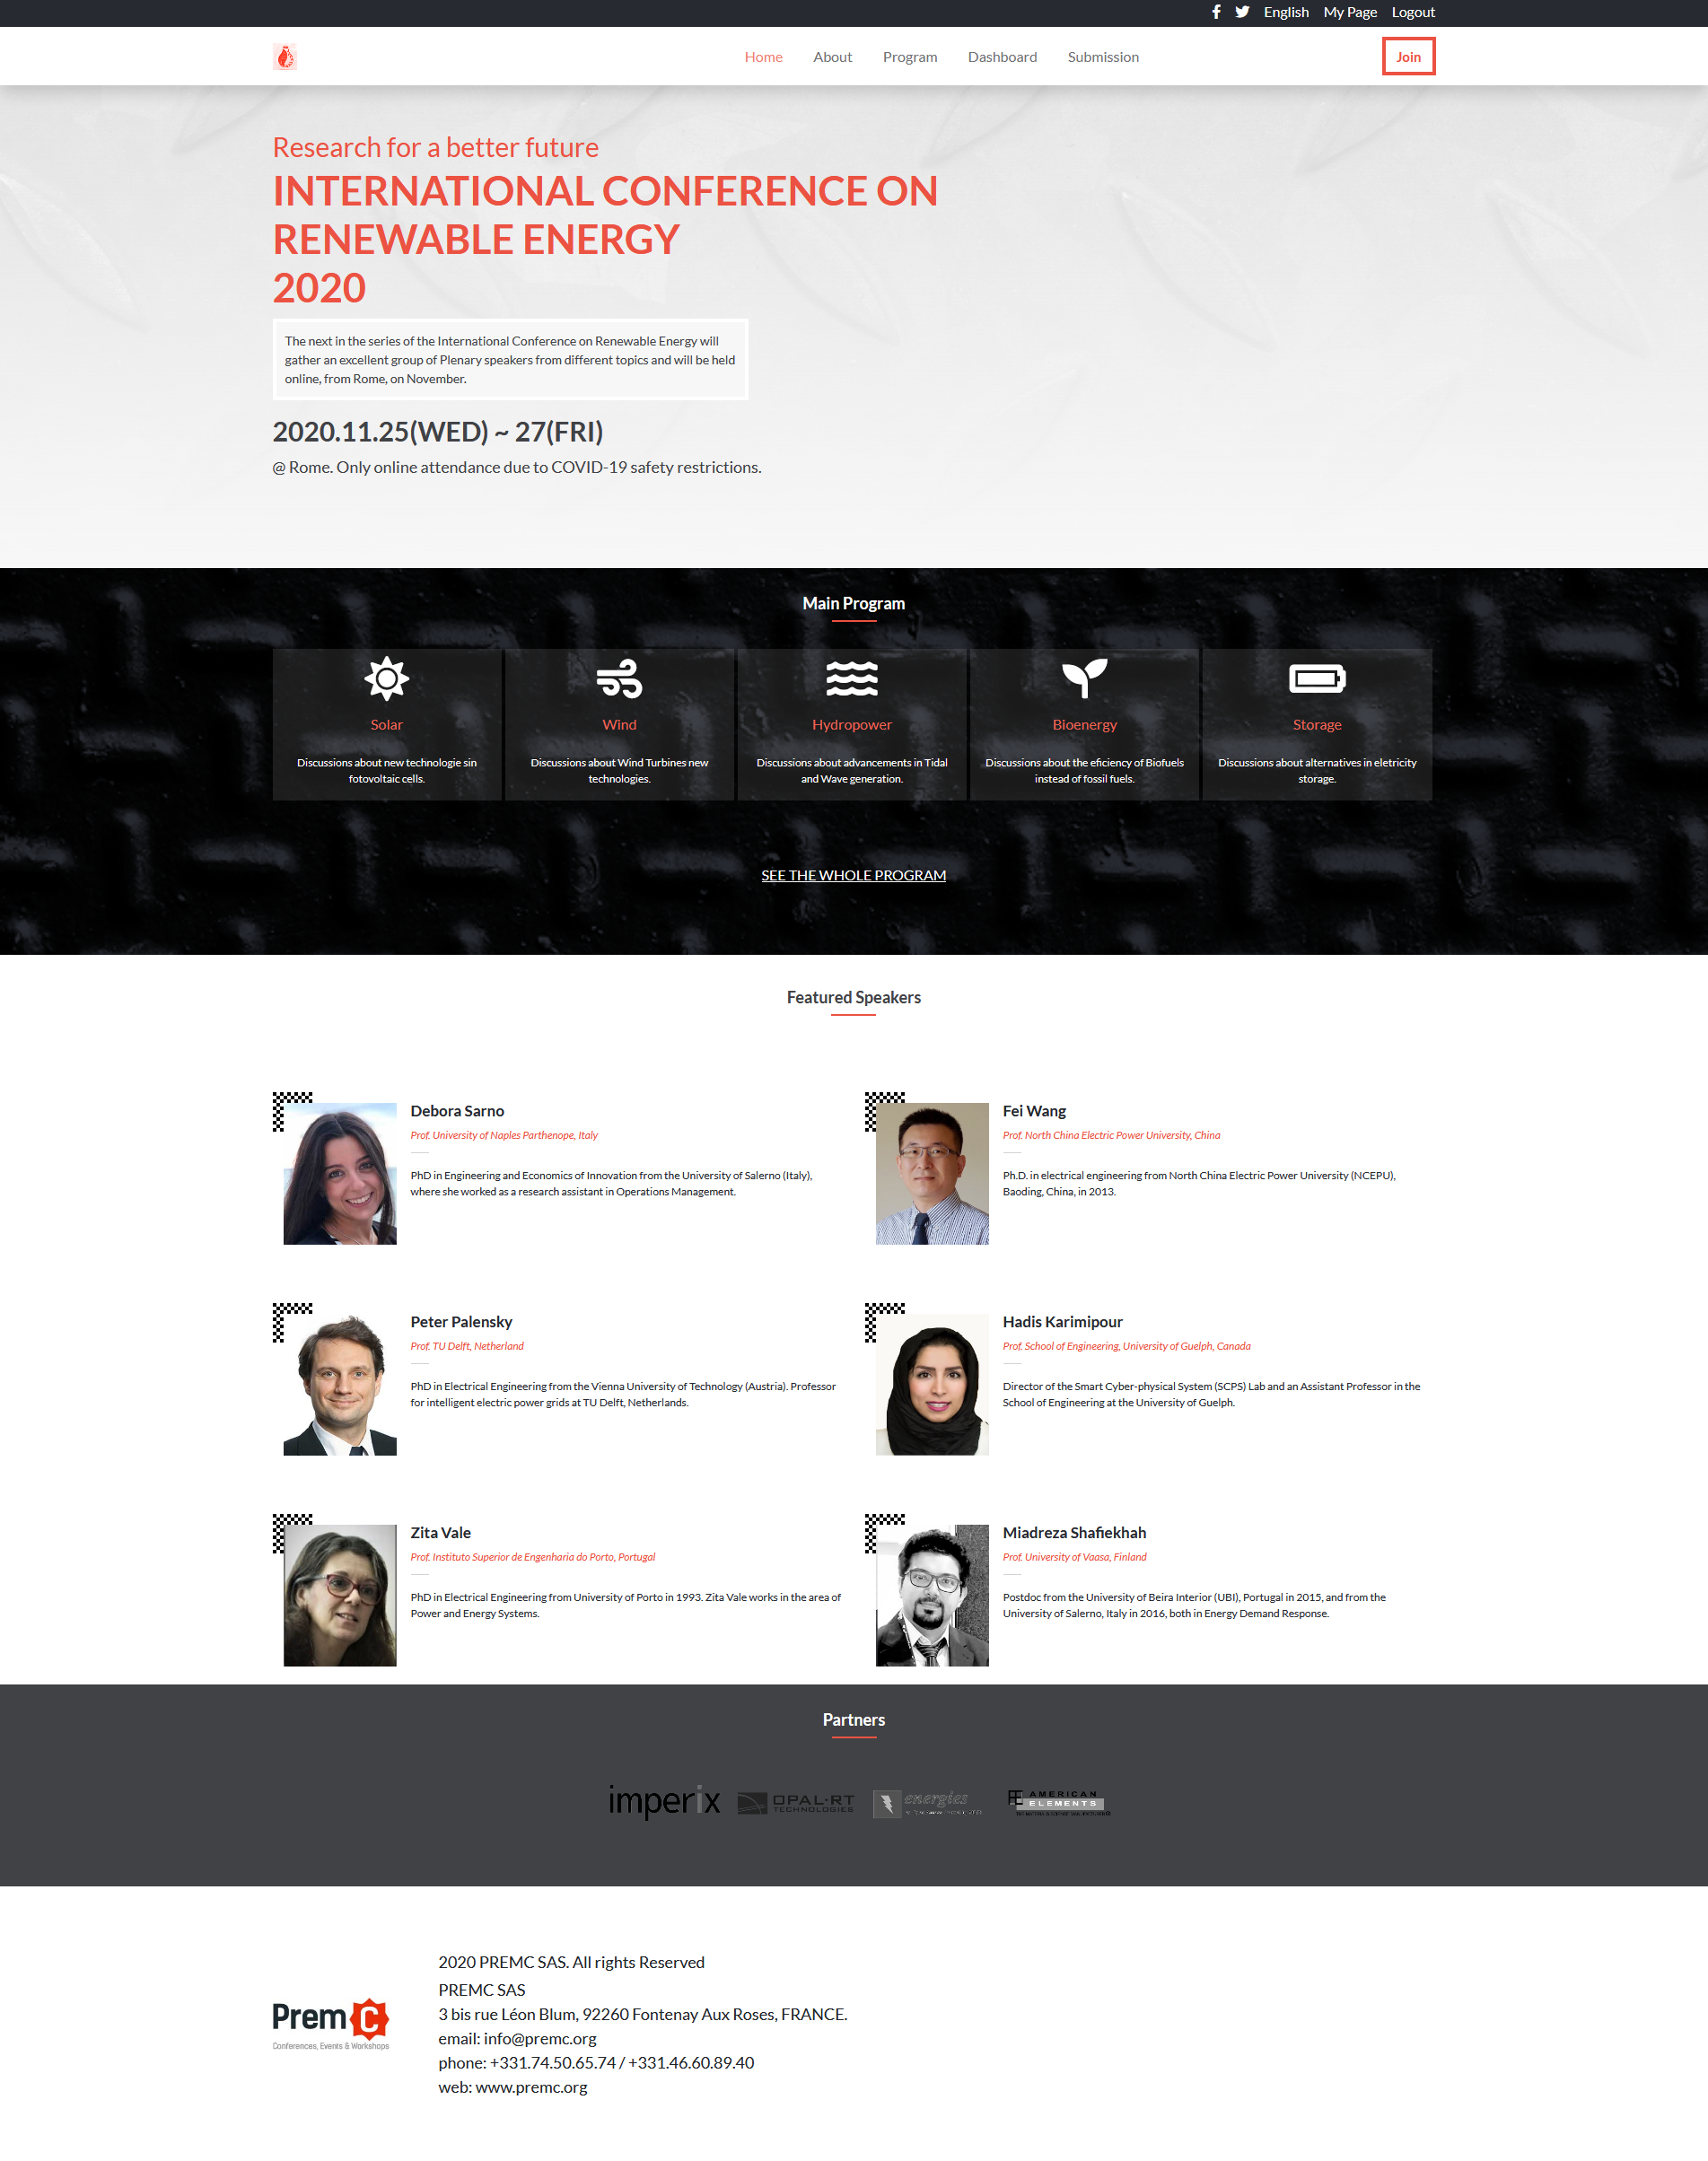 English My Page Logout
Home About Program Dashboard Submission Join
Research for a better future
INTERNATIONAL CONFERENCE ON
RENEWABLE ENERGY
2020
The next in the series of the International Conference on Renewable Energy will
gather an excellent group of Plenary speakers from different topics and will be held
online, from Rome, on November.
2020.11.25(WED) ~ 27(FRI)
@ Rome. Only online attendance due to COVID-19 safety restrictions.
Main Program
Solar
Discussions about new technologie sin
fotovoltaic cells.
Wind
Discussions about Wind Turbines new
technologies.
Hydropower
Discussions about advancements in Tidal
and Wave generation.
Bioenergy
Discussions about the eficiency of Biofuels
instead of fossil fuels.
Storage
Discussions about alternatives in eletricity
storage.
SEE THE WHOLE PROGRAM
Featured Speakers
Debora Sarno
Prof. University of Naples Parthenope, Italy
PhD in Engineering and Economics of Innovation from the University of Salerno (Italy),
where she worked as a research assistant in Operations Management.
Fei Wang
Prof. North China Electric Power University, China
Ph.D. in electrical engineering from North China Electric Power University (NCEPU),
Baoding, China, in 2013.
Peter Palensky
Prof. TU Delft, Netherland
PhD in Electrical Engineering from the Vienna University of Technology (Austria). Professor
for intelligent electric power grids at TU Delft, Netherlands.
Hadis Karimipour
Prof. School of Engineering, University of Guelph, Canada
Director of the Smart Cyber-physical System (SCPS) Lab and an Assistant Professor in the
School of Engineering at the University of Guelph.
Zita Vale
Prof. Instituto Superior de Engenharia do Porto, Portugal
PhD in Electrical Engineering from University of Porto in 1993. Zita Vale works in the area of
Power and Energy Systems.
Miadreza Shafiekhah
Prof. University of Vaasa, Finland
Postdoc from the University of Beira Interior (UBI), Portugal in 2015, and from the
University of Salerno, Italy in 2016, both in Energy Demand Response.
Partners
imperix
OPAL-RT
TECHNOLOGIES
energies
AMERICAN
ELEMENTS
PremC
Conferences, Events & Workshops
2020 PREMC SAS. All rights Reserved
PREMC SAS
3 bis rue Léon Blum, 92260 Fontenay Aux Roses, FRANCE.
email: info@premc.org
phone: +331.74.50.65.74 / +331.46.60.89.40
web: www.premc.org